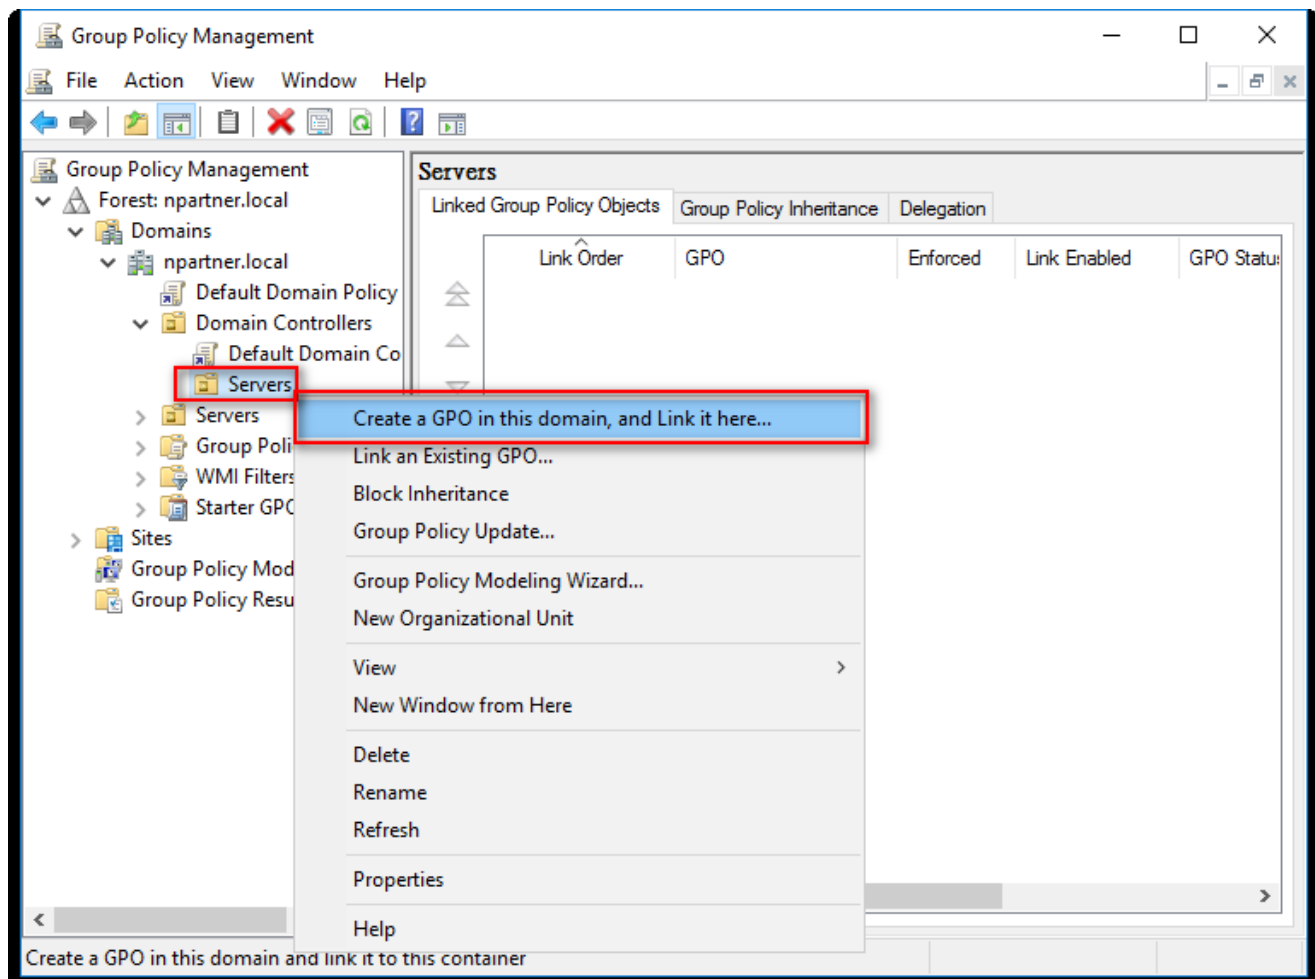 Group Policy Management
File Action View Window Help
Group Policy Management
Forest: npartner.local
Domains
npartner.local
Default Domain Policy
Domain Controllers
Default Domain Co
Servers
Servers
Group Poli
WMI Filters
Starter GPO
Sites
Group Policy Mod
Group Policy Resu
Servers
Linked Group Policy Objects Group Policy Inheritance Delegation
Link Order GPO Enforced Link Enabled GPO Status
Create a GPO in this domain, and Link it here...
Link an Existing GPO...
Block Inheritance
Group Policy Update...
Group Policy Modeling Wizard...
New Organizational Unit
View
New Window from Here
Delete
Rename
Refresh
Properties
Help
Create a GPO in this domain and link it to this container